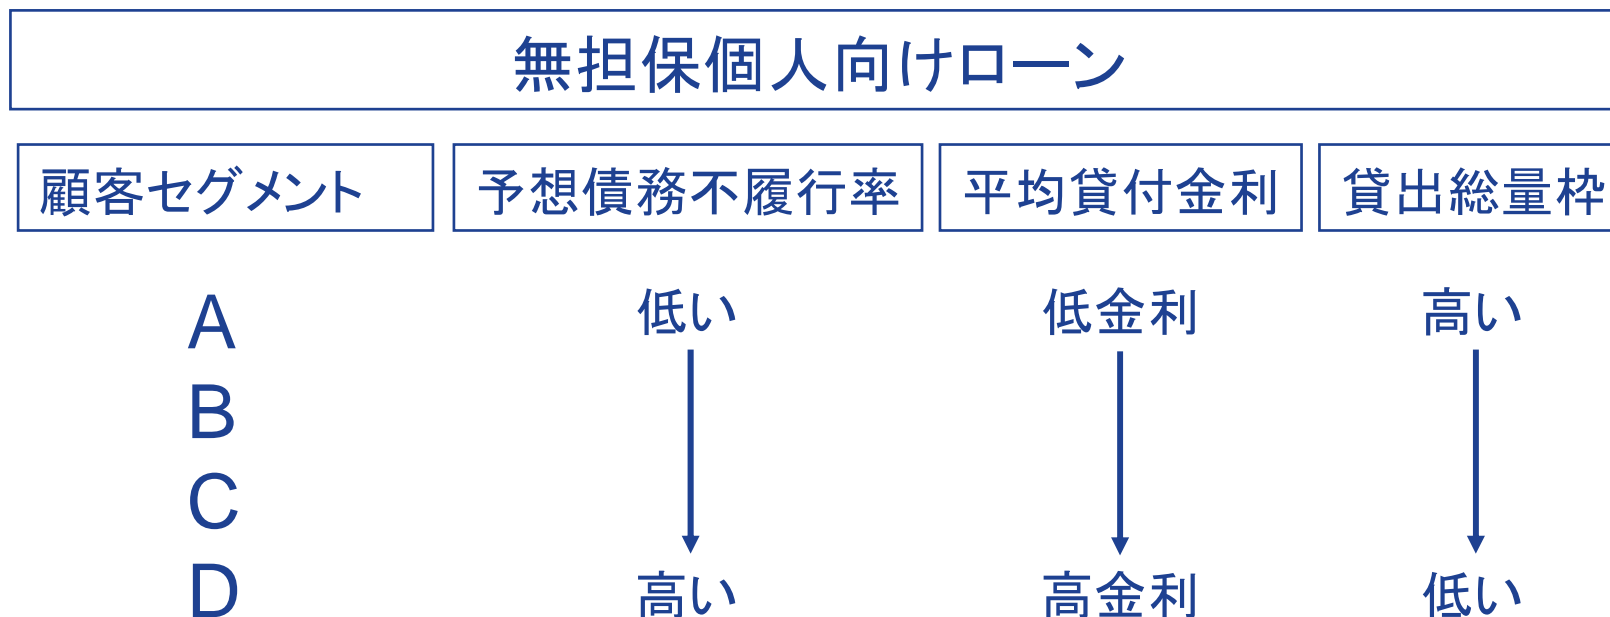 無担保個人向けローン
顧客セグメント 予想債務不履行率 平均貸付金利 貸出総量枠
A 低い 低金利 高い
B
C
D 高い 高金利 低い